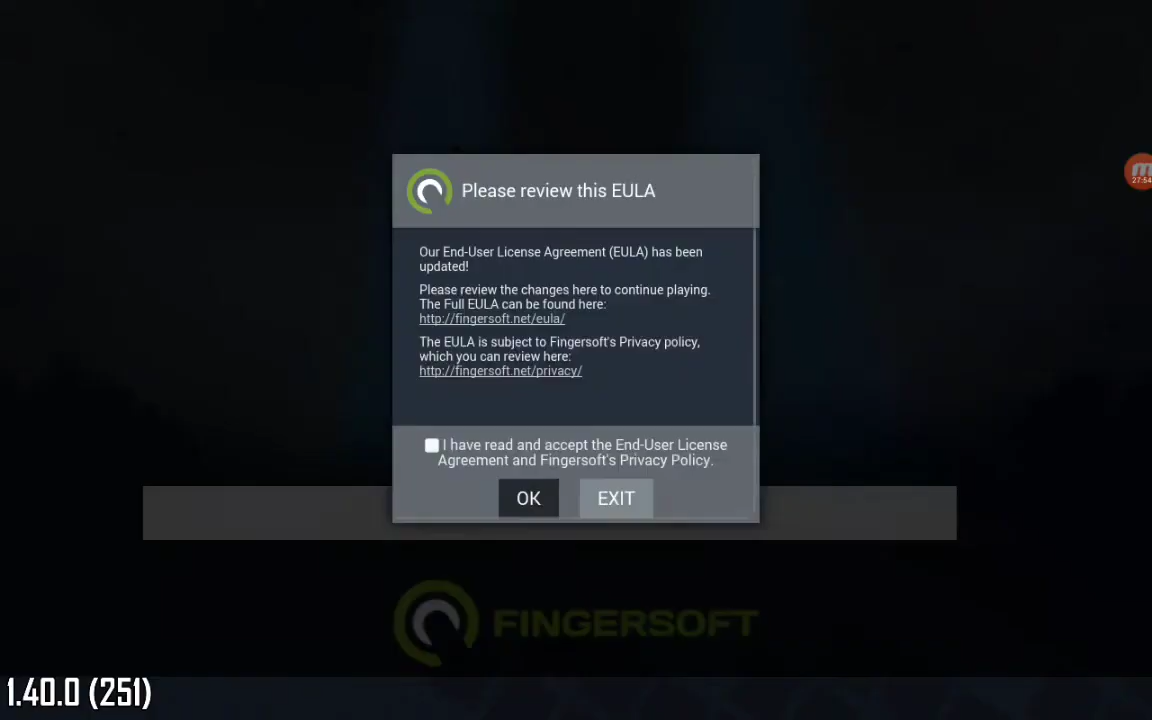 Please review this EULA
27:54
Our End-User License Agreement (EULA) has been
updated!
Please review the changes here to continue playing.
The Full EULA can be found here:
http://fingersoft.net/eula/
The EULA is subject to Fingersoft's Privacy policy,
which you can review here:
http://fingersoft.net/privacy/
I have read and accept the End-User License
Agreement and Fingersoft's Privacy Policy.
OK EXIT
FINGERSOFT
1.40.0 (251)